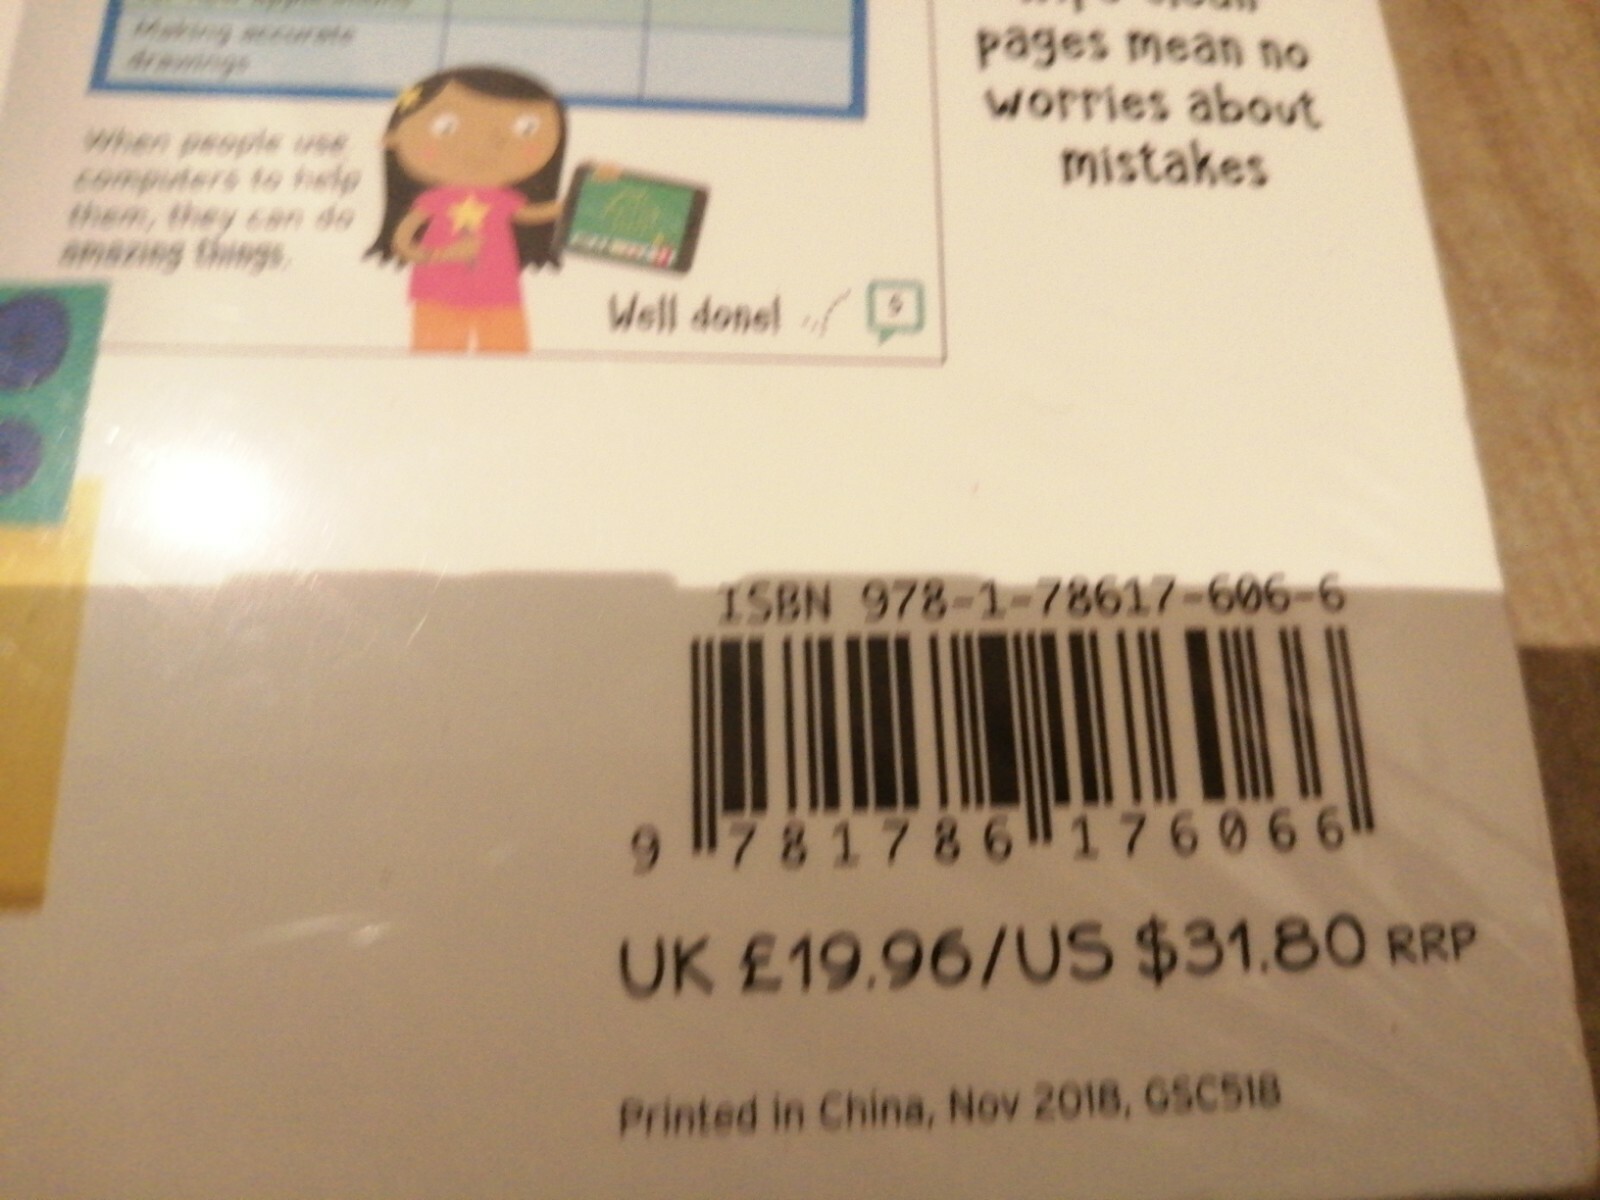 Making accurate
drawings
When people use
computers to help
them, they can do
amazing things.
Well done!
9
pages mean no
worries about
mistakes
ISBN 978-1-78617-606-6
9 781786 176066
UK £19.96/US $31.80 RRP
Printed in China, Nov 2018, GSC518